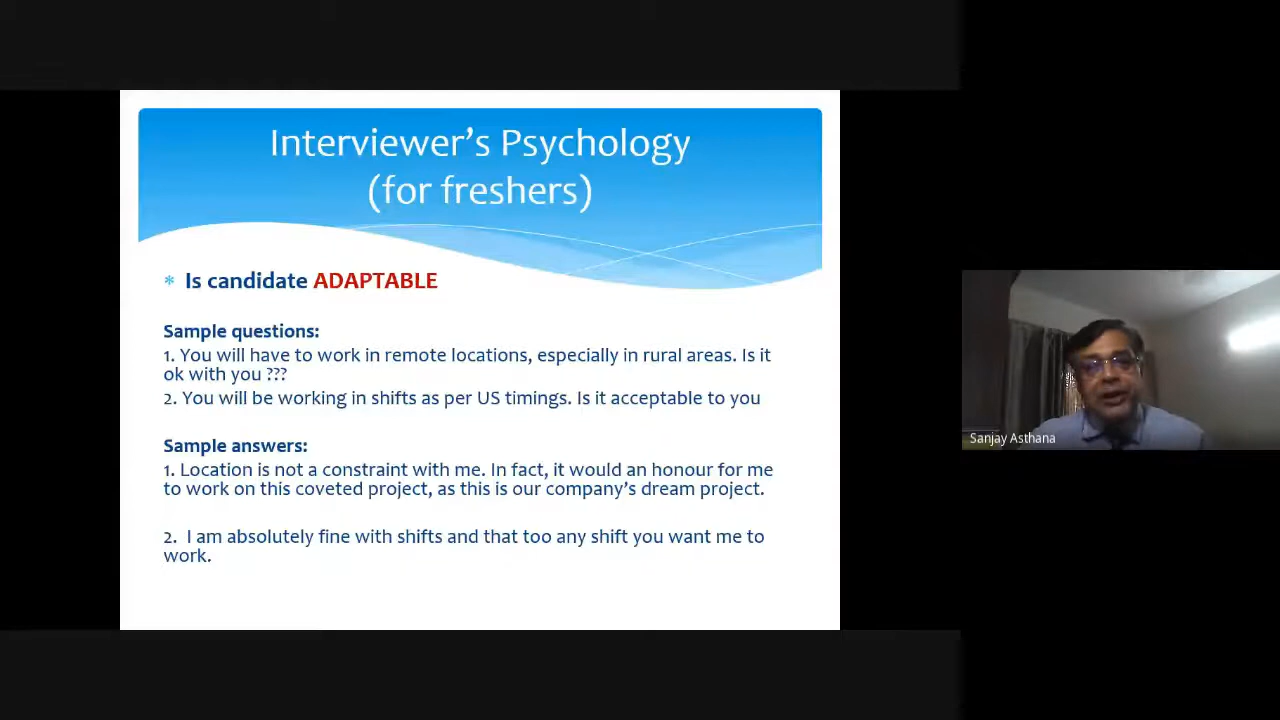 Interviewer’s Psychology
(for freshers)
* Is candidate ADAPTABLE
Sample questions:
1. You will have to work in remote locations, especially in rural areas. Is it
ok with you ???
2. You will be working in shifts as per US timings. Is it acceptable to you
Sample answers:
1. Location is not a constraint with me. In fact, it would an honour for me
to work on this coveted project, as this is our company’s dream project.
2. I am absolutely fine with shifts and that too any shift you want me to
work.
Sanjay Asthana